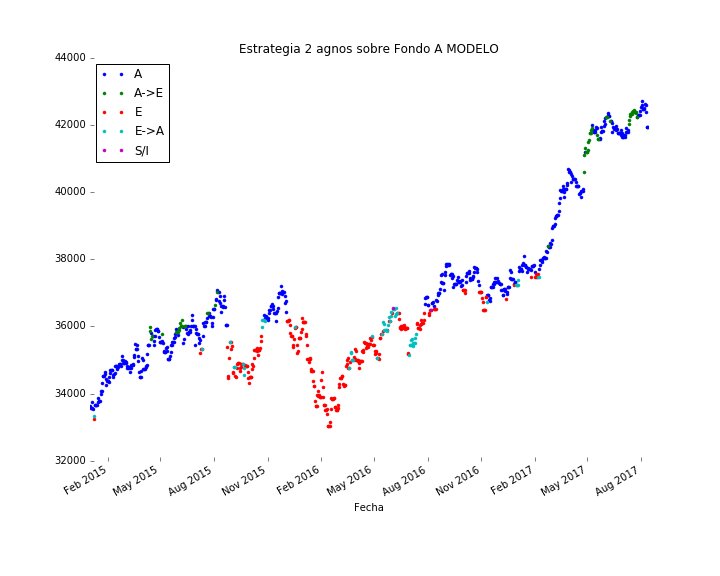 Estrategia 2 agnos sobre Fondo A MODELO
44000
42000
40000
38000
36000
34000
32000
A
A->E
E
E->A
S/I
Feb 2015
May 2015
Aug 2015
Nov 2015
Feb 2016
May 2016
Aug 2016
Nov 2016
Feb 2017
May 2017
Aug 2017
Fecha